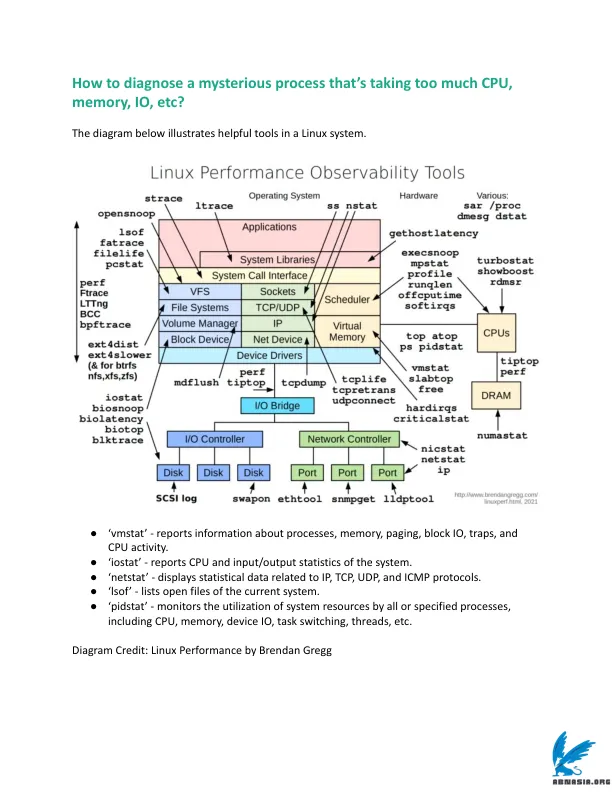 How to diagnose a mysterious process that’s taking too much CPU,
memory, IO, etc?
The diagram below illustrates helpful tools in a Linux system.
Linux Performance Observability Tools
Operating System
Hardware
Various:
sar /proc
dmesg dstat
strace
ltrace
ss nstat
opensnoop
lsof
fatrace
filelife
pcstat
Applications
gethostlatency
System Libraries
System Call Interface
perf
Ftrace
LTTng
BCC
bpftrace
VFS
Sockets
Scheduler
File Systems
TCP/UDP
Volume Manager
IP
Virtual
Memory
Block Device
Net Device
Device Drivers
execsnoop
mpstat
profile
runqlen
offcputime
softirqs
turbostat
showboost
rdmsr
CPUs
top atop
ps pidstat
tiptop
perf
ext4dist
ext4slower
(& for btrfs
nfs,xfs,zfs)
vmstat
slabtop
free
DRAM
iostat
biosnoop
biolatency
biotop
blktrace
mdflush
perf
tiptop
tcpdump
tcplife
tcpretrans
udpconnect
hardirqs
criticalstat
numastat
I/O Bridge
I/O Controller
Network Controller
nicstat
netstat
ip
Disk
Disk
Disk
Port
Port
Port
SCSI log
swapon
ethtool
snmpget
lldptool
http://www.brendangregg.com/
linuxperf.html, 2021
● ‘vmstat’ - reports information about processes, memory, paging, block IO, traps, and
CPU activity.
● ‘iostat’ - reports CPU and input/output statistics of the system.
● ‘netstat’ - displays statistical data related to IP, TCP, UDP, and ICMP protocols.
● ‘lsof’ - lists open files of the current system.
● ‘pidstat’ - monitors the utilization of system resources by all or specified processes,
including CPU, memory, device IO, task switching, threads, etc.
Diagram Credit: Linux Performance by Brendan Gregg
ABNASIA.ORG